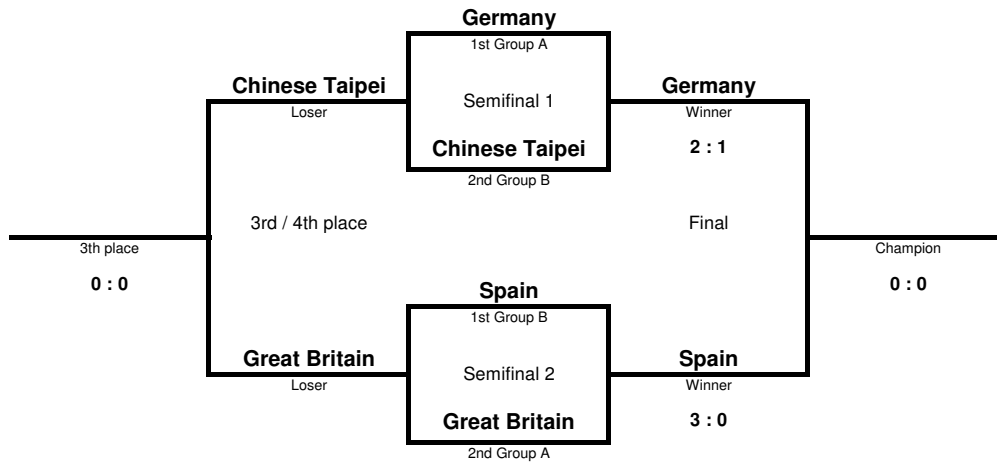 Germany
1st Group A
Chinese Taipei
Loser
Semifinal 1
Germany
Winner
Chinese Taipei
2 : 1
2nd Group B
3rd / 4th place
Final
3th place
0 : 0
Champion
0 : 0
Spain
1st Group B
Great Britain
Loser
Semifinal 2
Spain
Winner
Great Britain
3 : 0
2nd Group A